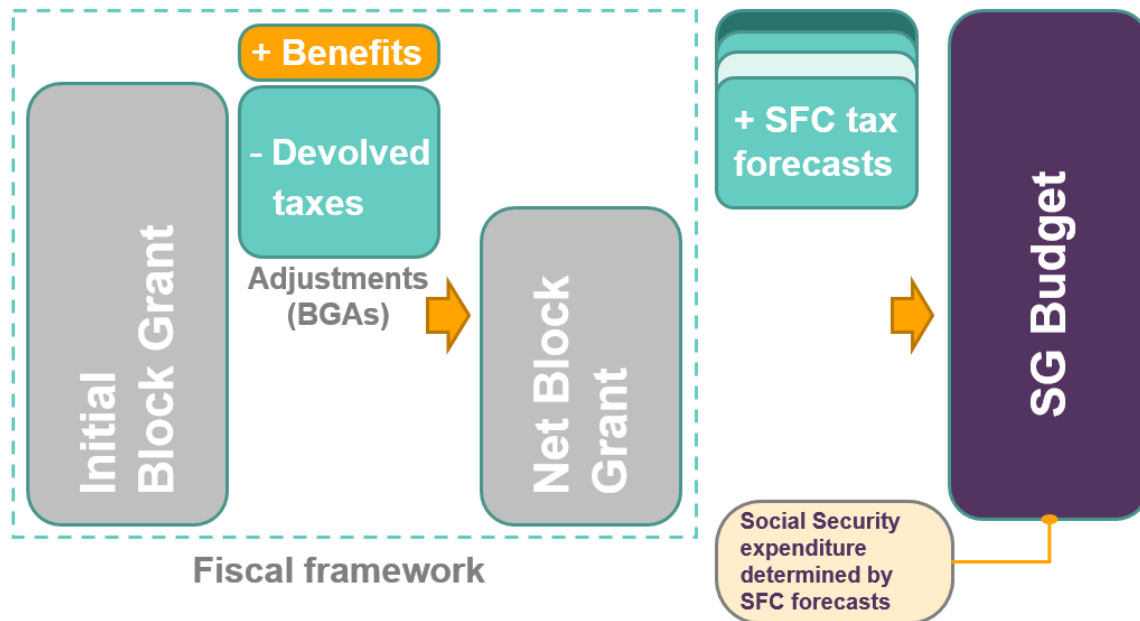 Initial
Block Grant
+ Benefits
- Devolved
taxes
Adjustments
(BGAs)
Net Block
Grant
Fiscal framework
+ SFC tax
forecasts
SG Budget
Social Security
expenditure
determined by
SFC forecasts